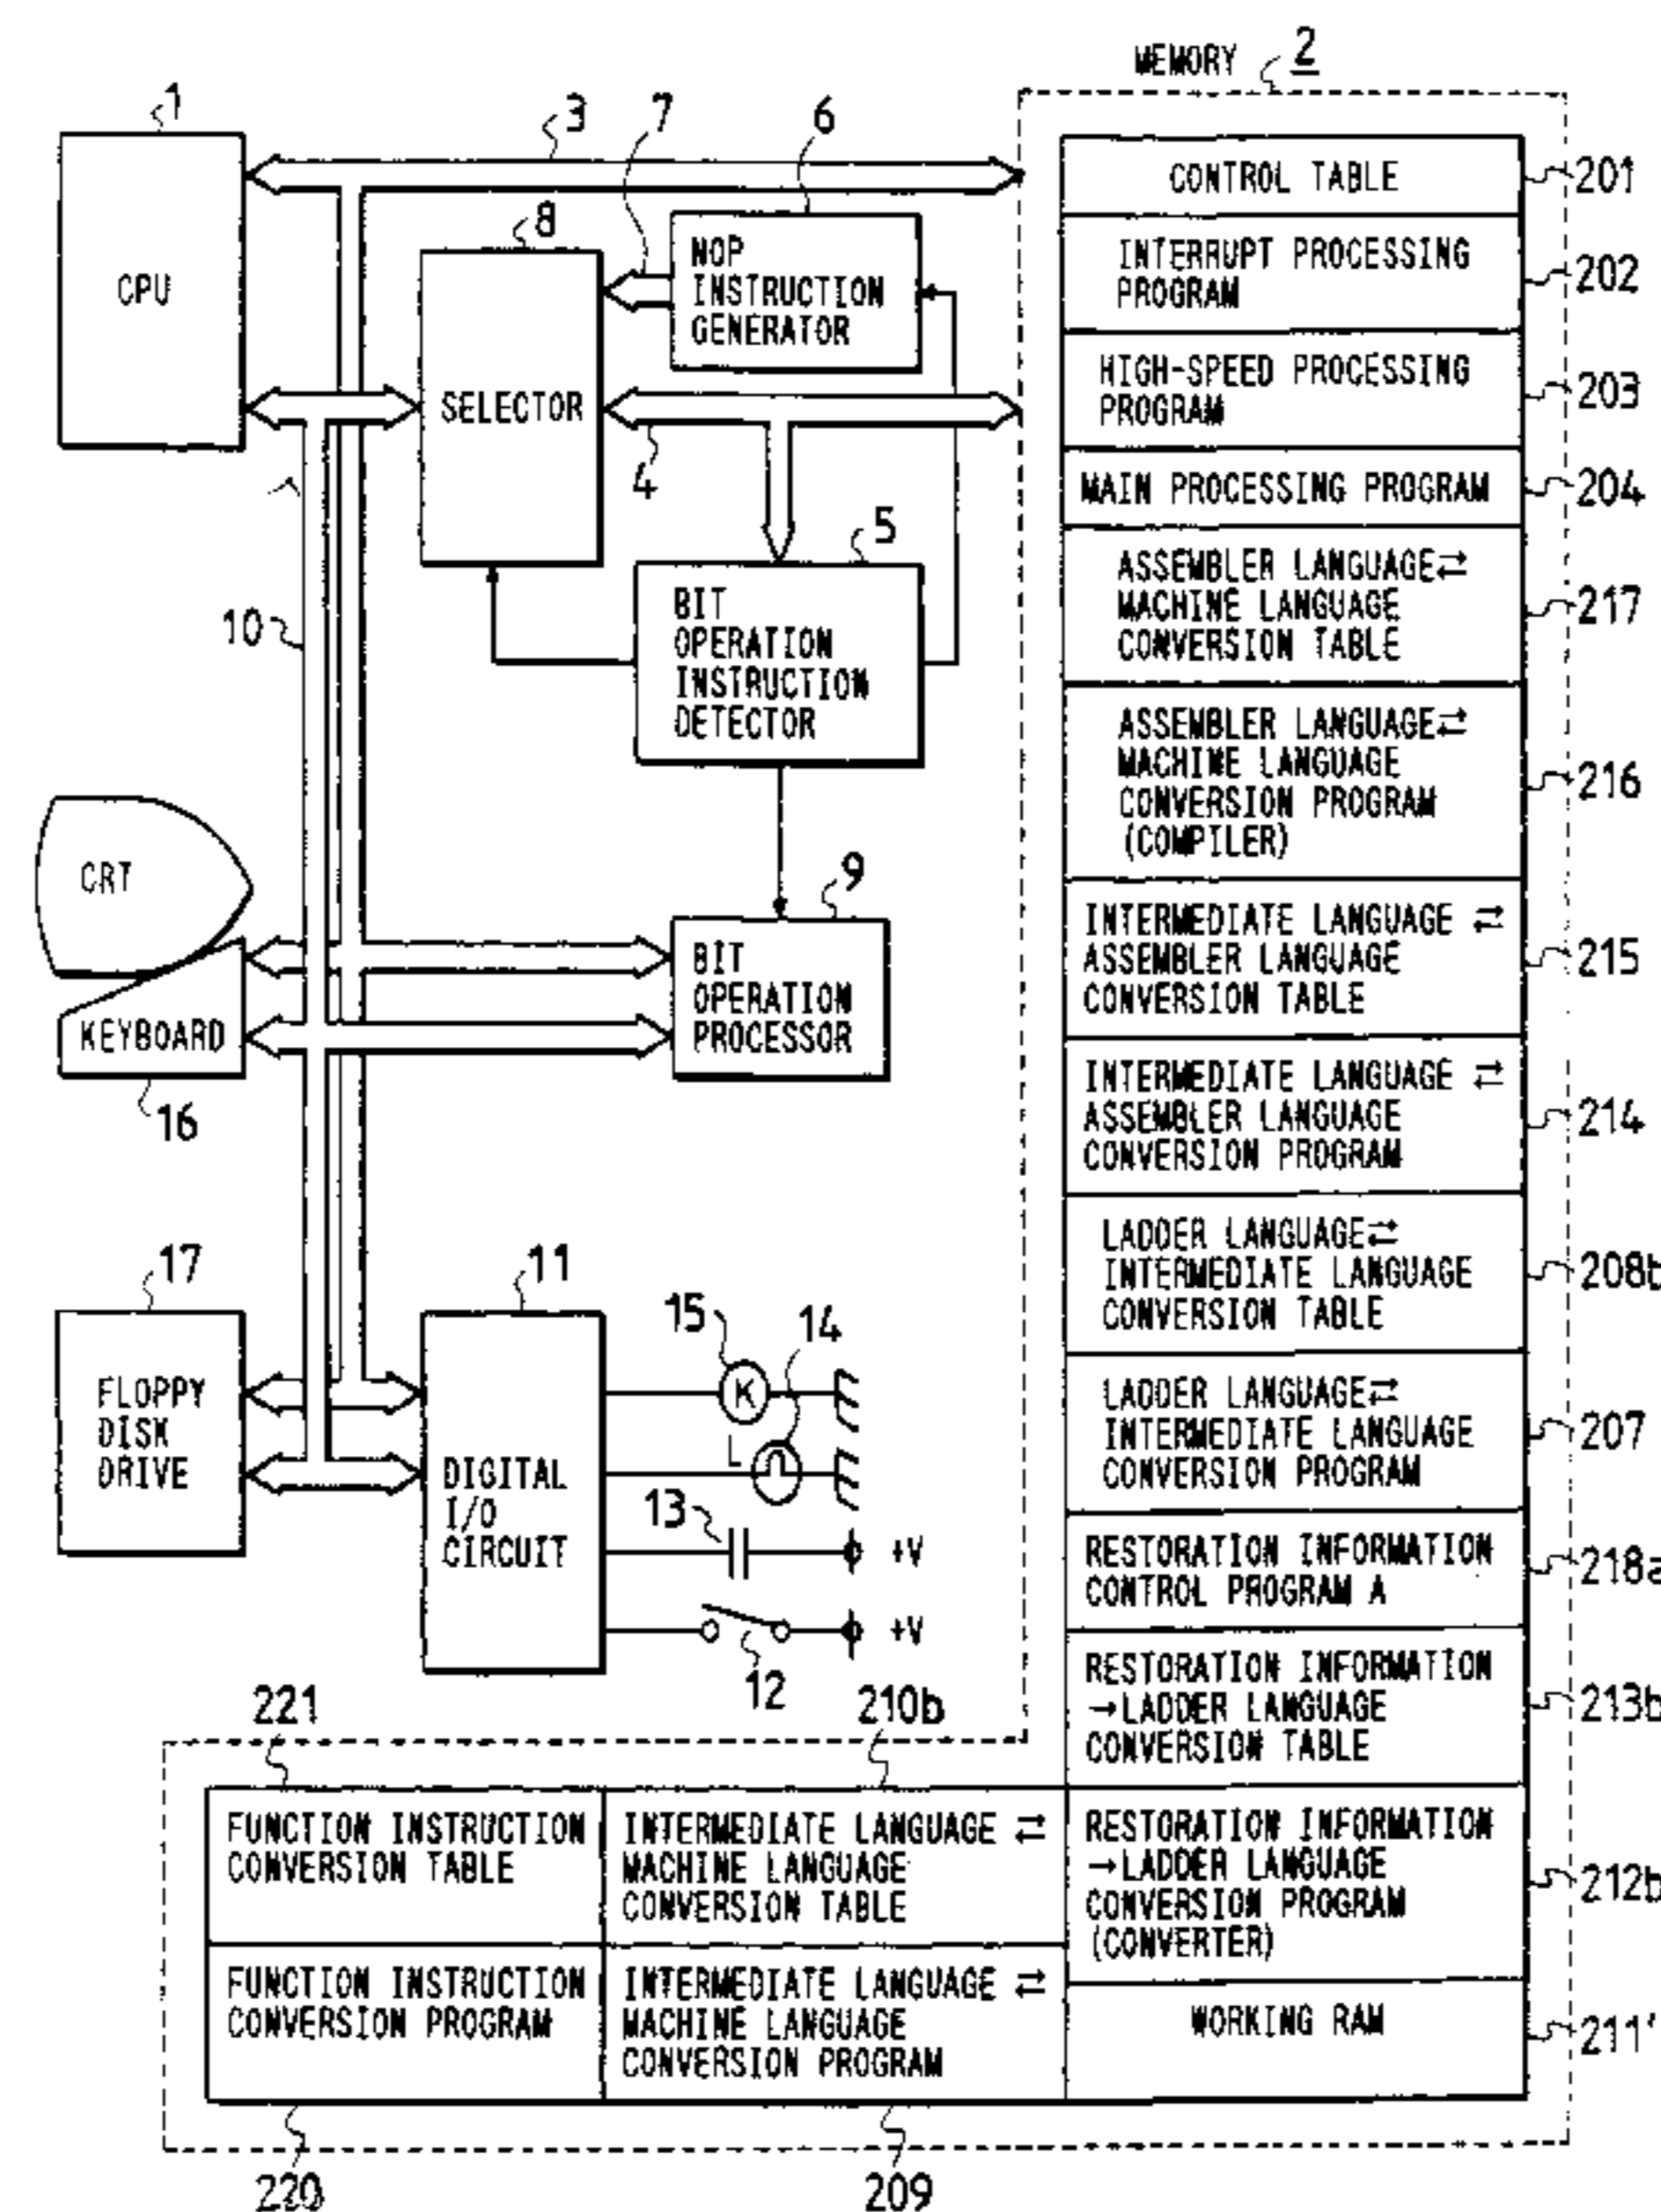 MEMORY 2
1
3
7
6
CPU
8
SELECTOR
NOP
INSTRUCTION
GENERATOR
4
5
BIT
OPERATION
INSTRUCTION
DETECTOR
10
CRT
KEYBOARD
16
9
BIT
OPERATION
PROCESSOR
17
FLOPPY
DISK
DRIVE
11
DIGITAL
I/O
CIRCUIT
15
14
K
L
13
+V
+V
12
CONTROL TABLE
201
INTERRUPT PROCESSING
PROGRAM
202
HIGH-SPEED PROCESSING
PROGRAM
203
MAIN PROCESSING PROGRAM
204
ASSEMBLER LANGUAGE⇄
MACHINE LANGUAGE
CONVERSION TABLE
217
ASSEMBLER LANGUAGE⇄
MACHINE LANGUAGE
CONVERSION PROGRAM
(COMPILER)
216
INTERMEDIATE LANGUAGE ⇄
ASSEMBLER LANGUAGE
CONVERSION TABLE
215
INTERMEDIATE LANGUAGE ⇄
ASSEMBLER LANGUAGE
CONVERSION PROGRAM
214
LADDER LANGUAGE⇄
INTERMEDIATE LANGUAGE
CONVERSION TABLE
208b
LADDER LANGUAGE⇄
INTERMEDIATE LANGUAGE
CONVERSION PROGRAM
207
RESTORATION INFORMATION
CONTROL PROGRAM A
218a
RESTORATION INFORMATION
→LADDER LANGUAGE
CONVERSION TABLE
213b
RESTORATION INFORMATION
→LADDER LANGUAGE
CONVERSION PROGRAM
(CONVERTER)
212b
WORKING RAM
211'
221
210b
FUNCTION INSTRUCTION
CONVERSION TABLE
INTERMEDIATE LANGUAGE ⇄
MACHINE LANGUAGE
CONVERSION TABLE
FUNCTION INSTRUCTION
CONVERSION PROGRAM
INTERMEDIATE LANGUAGE ⇄
MACHINE LANGUAGE
CONVERSION PROGRAM
220
209